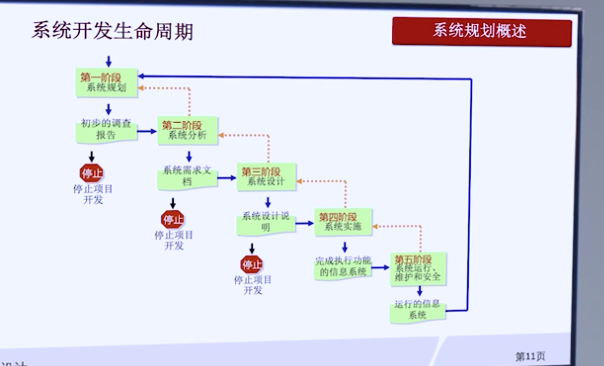 系统开发生命周期
系统规划概述
第一阶段
系统规划
初步的调查
报告
停止
停止项目
开发
第二阶段
系统分析
系统需求文
档
停止
停止项目
开发
第三阶段
系统设计
系统设计说
明
停止
停止项目
开发
第四阶段
系统实施
完成执行功能
的信息系统
第五阶段
系统运行、
维护和安全
运行的信息
系统
第11页